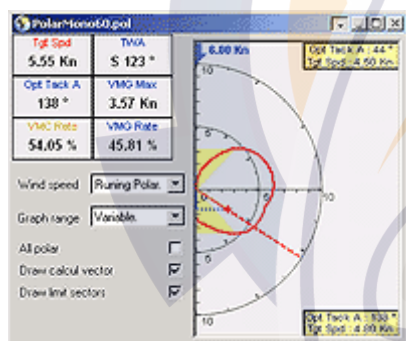 PolarMono60.pol
Tgt Spd
TWA
5.55 Kn
S 123 °
Opt Tack A
VMG Max
138 °
3.57 Kn
VMC Rate
VMG Rate
54,05 %
45,81 %
Wind speed
Runing Polar.
Graph range
Variable.
All polar
Draw calcul vector
Draw limit sectors
6.00 Kn
Opt Tack A : 44 °
Tgt Spd : 4.50 Kn
10
5
5
10
5
10
Opt Tack A : 138 °
Tgt Spd : 4.80 Kn